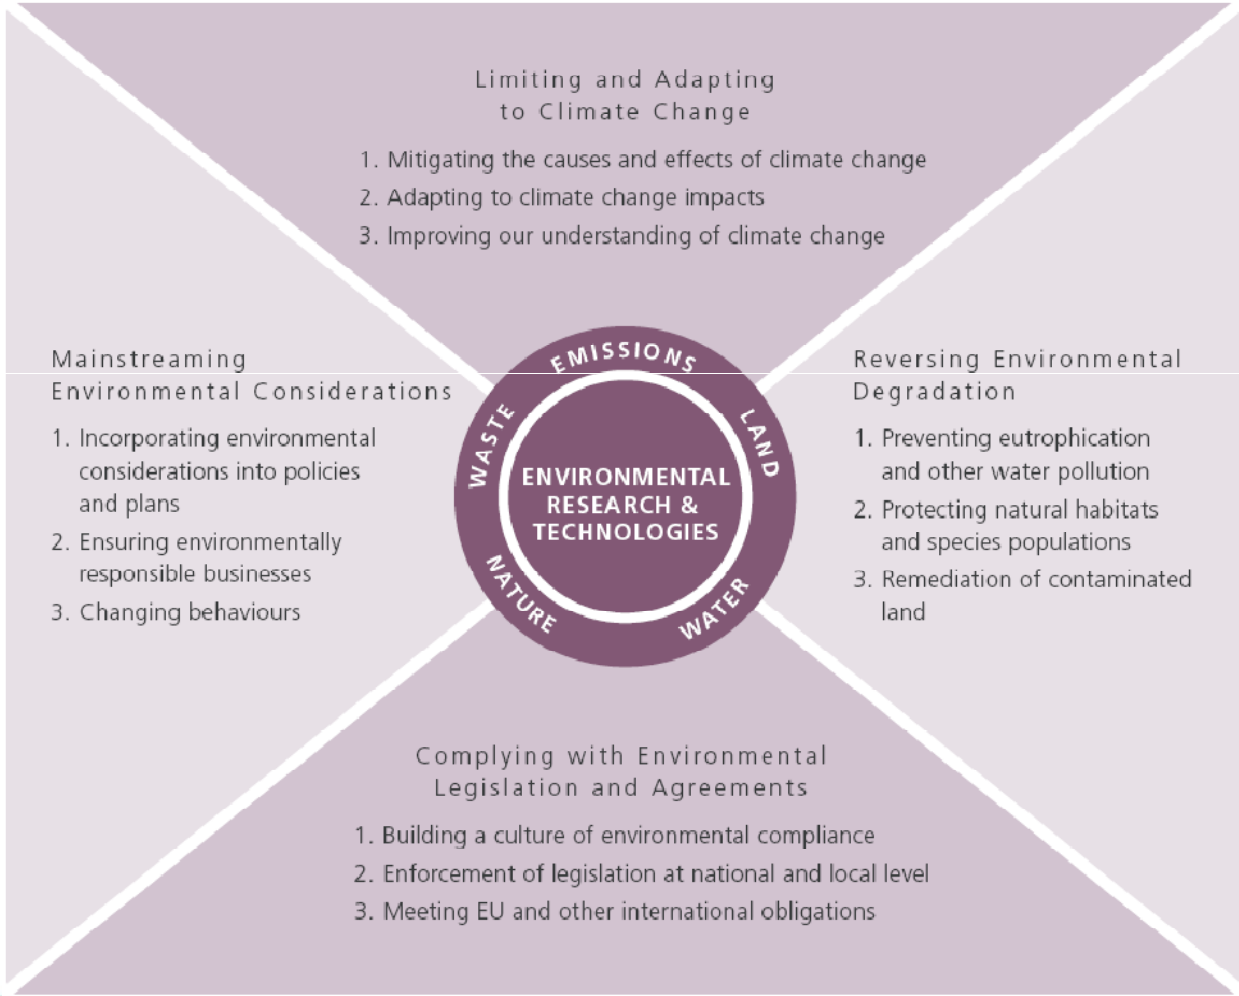 Limiting and Adapting
to Climate Change
1. Mitigating the causes and effects of climate change
2. Adapting to climate change impacts
3. Improving our understanding of climate change
Mainstreaming
Environmental Considerations
1. Incorporating environmental
considerations into policies
and plans
2. Ensuring environmentally
responsible businesses
3. Changing behaviours
EMISSIONS
LAND
WATER
NATURE
WASTE
ENVIRONMENTAL
RESEARCH &
TECHNOLOGIES
Reversing Environmental
Degradation
1. Preventing eutrophication
and other water pollution
2. Protecting natural habitats
and species populations
3. Remediation of contaminated
land
Complying with Environmental
Legislation and Agreements
1. Building a culture of environmental compliance
2. Enforcement of legislation at national and local level
3. Meeting EU and other international obligations